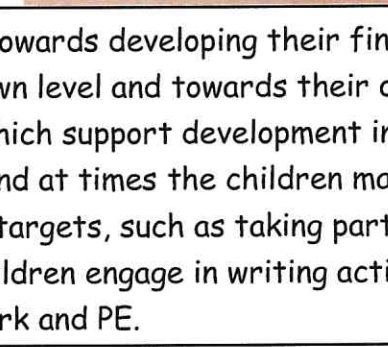 owards developing their fin
wn level and towards their o
hich support development in
nd at times the children ma
targets, such as taking part
ldren engage in writing acti
rk and PE.